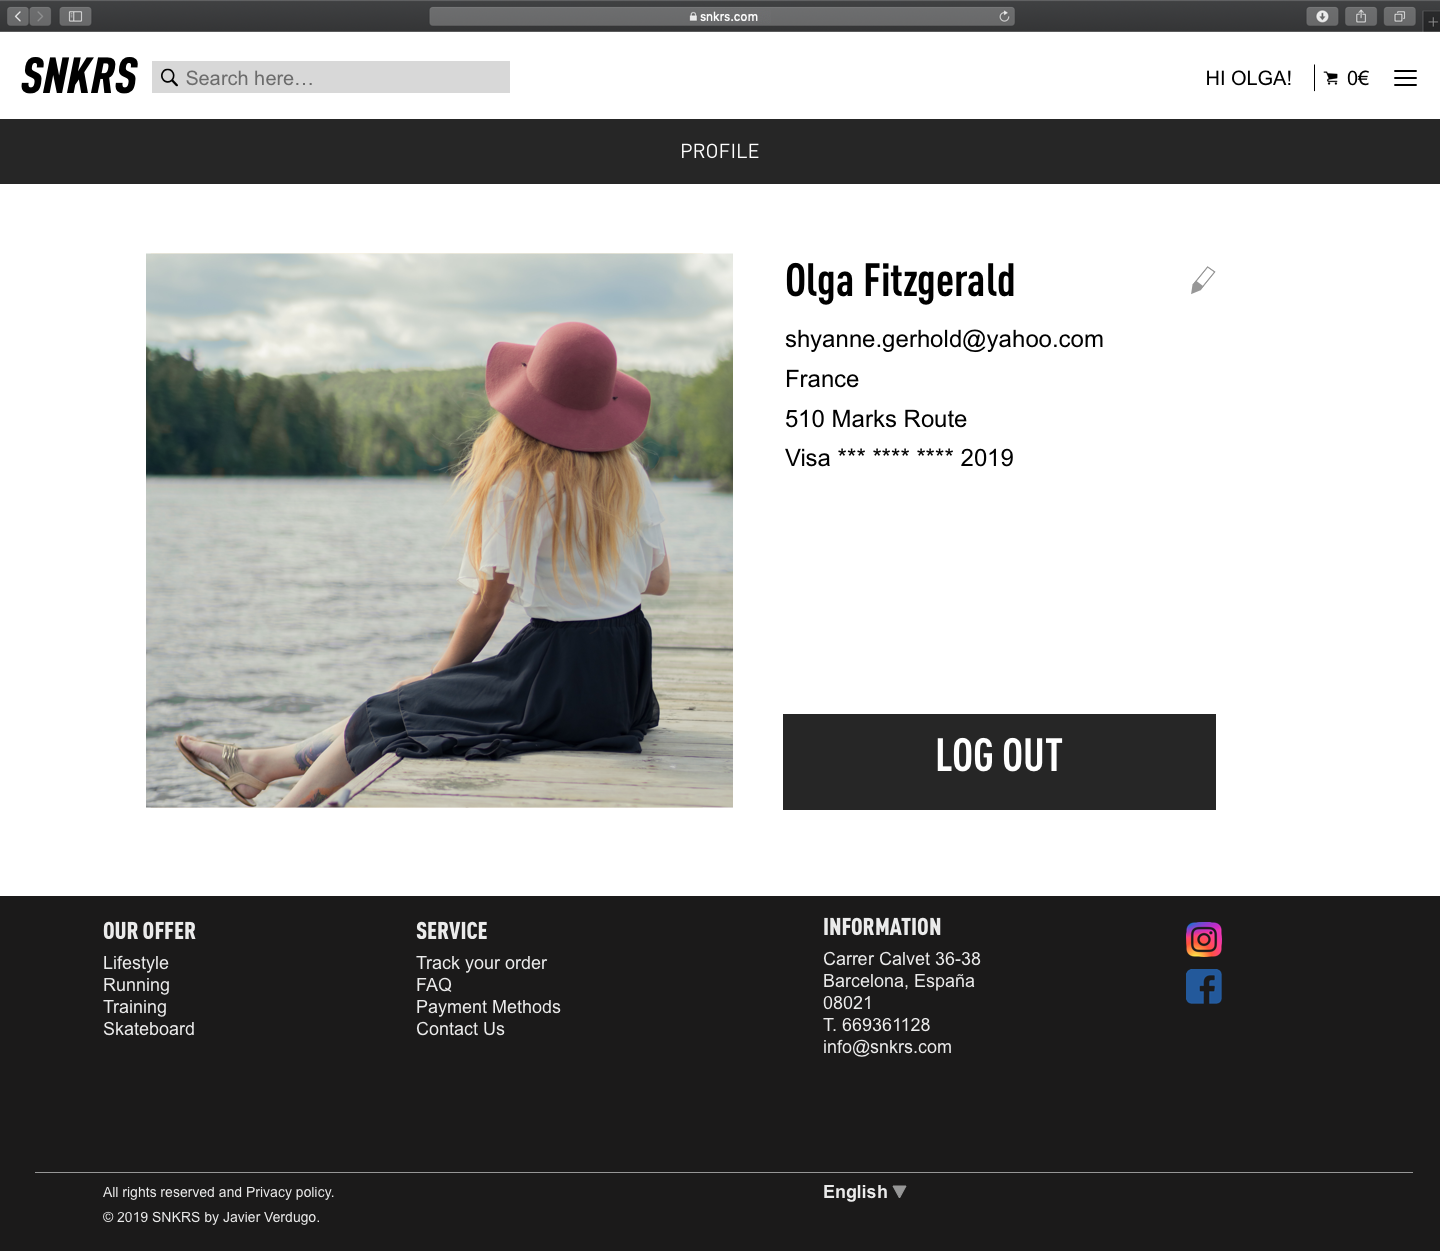 snkrs.com
SNKRS
Search here...
HI OLGA!
0€
PROFILE
Olga Fitzgerald
shyanne.gerhold@yahoo.com
France
510 Marks Route
Visa *** **** **** 2019
LOG OUT
OUR OFFER
Lifestyle
Running
Training
Skateboard
SERVICE
Track your order
FAQ
Payment Methods
Contact Us
INFORMATION
Carrer Calvet 36-38
Barcelona, España
08021
T. 669361128
info@snkrs.com
All rights reserved and Privacy policy.
© 2019 SNKRS by Javier Verdugo.
English